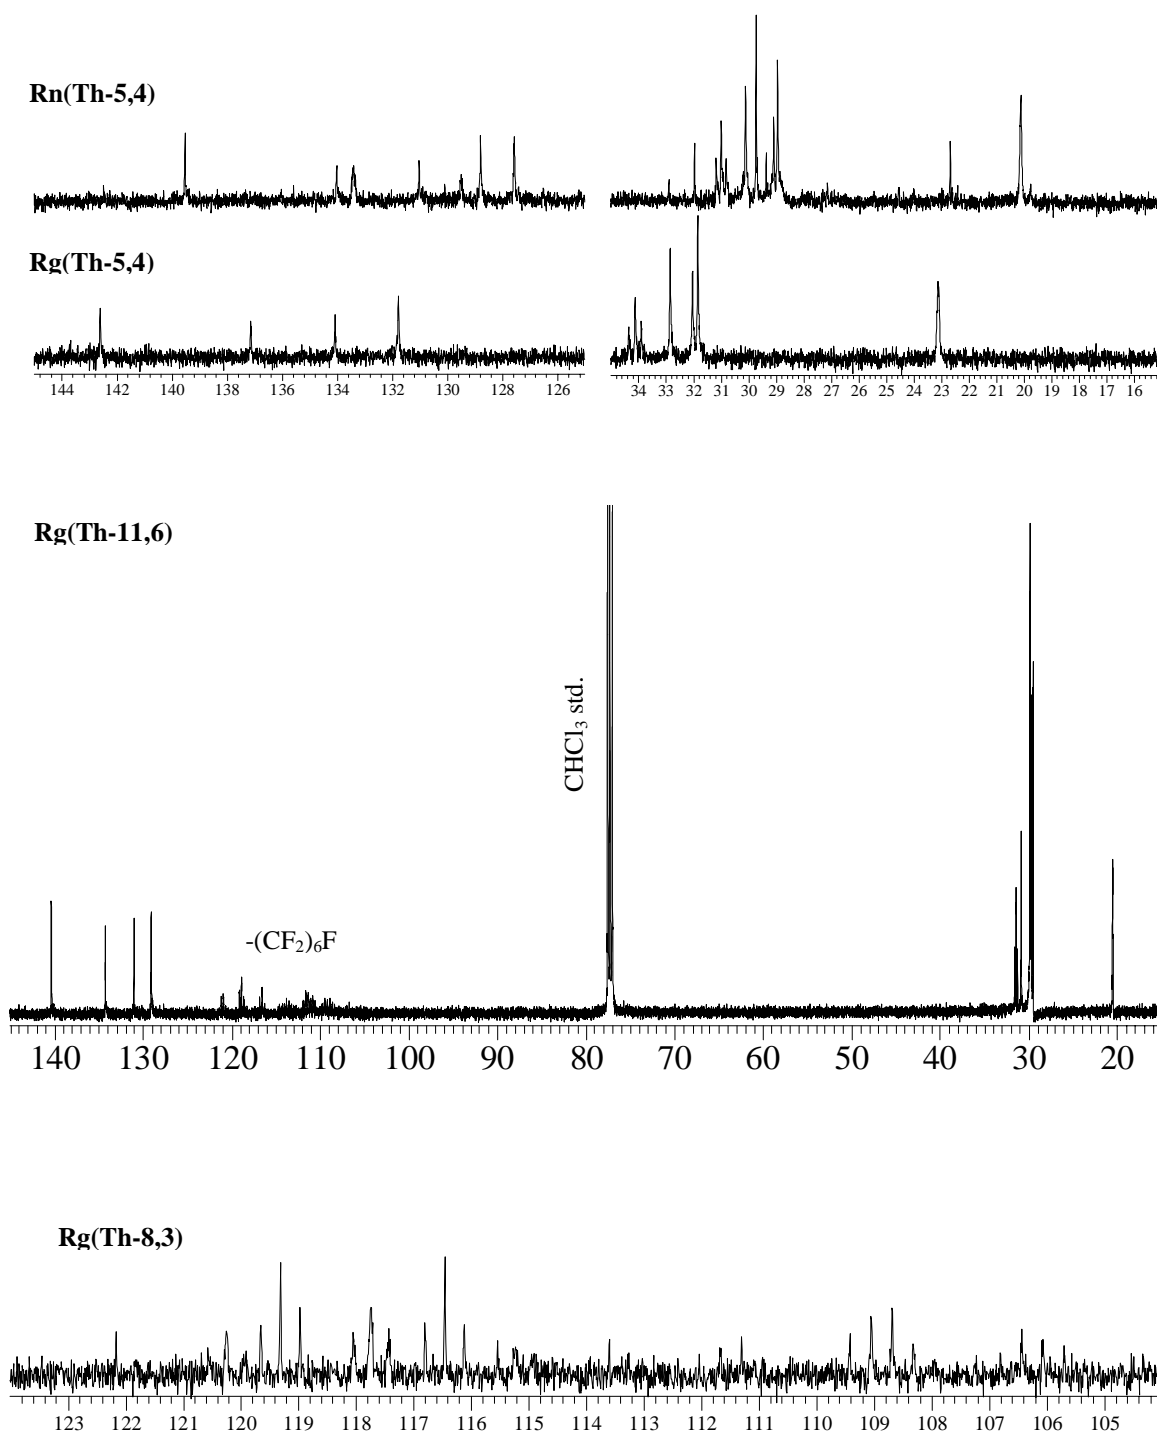 Rn(Th-5,4)
Rg(Th-5,4)
144 142 140 138 136 134 132 130 128 126
34 33 32 31 30 29 28 27 26 25 24 23 22 21 20 19 18 17 16
Rg(Th-11,6)
CHCl3 std.
-(CF2)6F
140 130 120 110 100 90 80 70 60 50 40 30 20
Rg(Th-8,3)
123 122 121 120 119 118 117 116 115 114 113 112 111 110 109 108 107 106 105